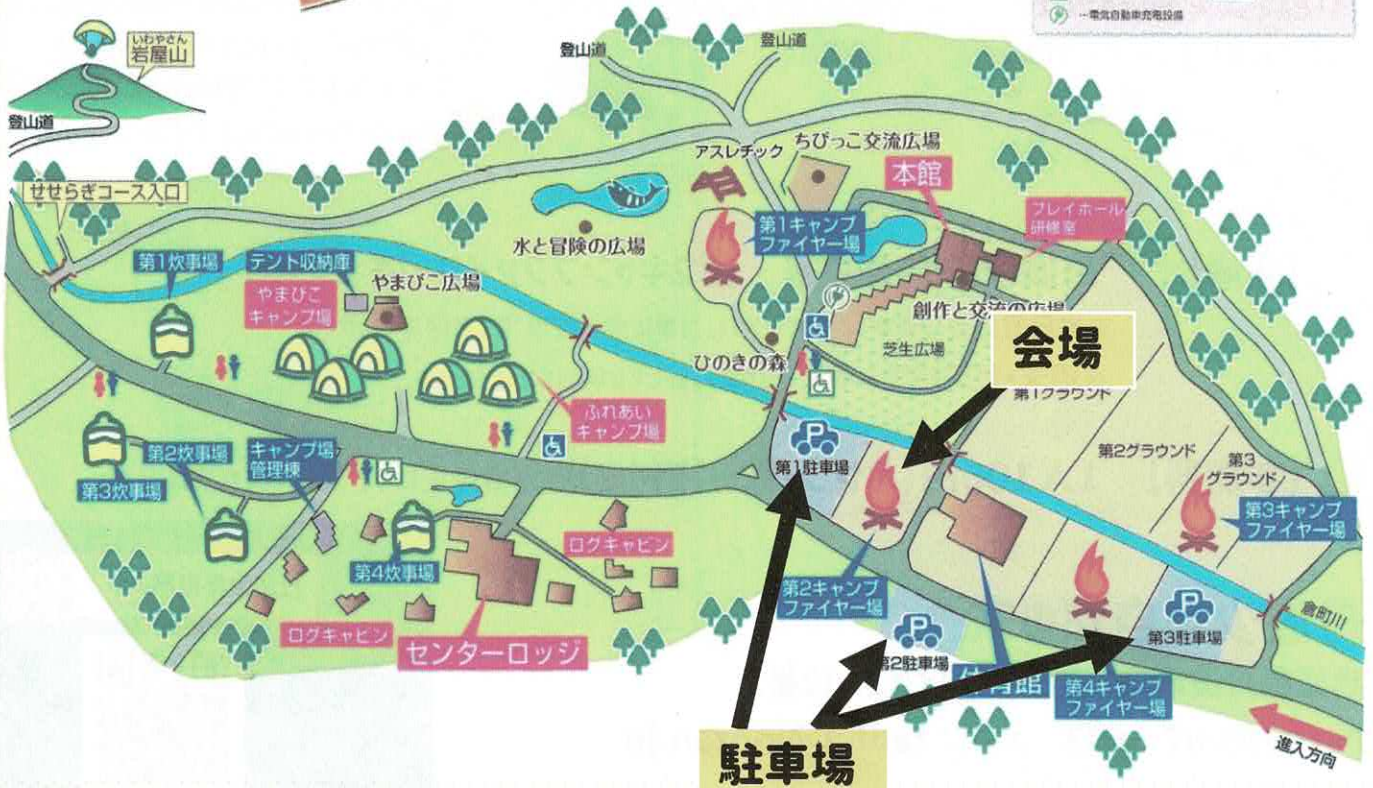 …電気自動車充電設備
いわやさん
岩屋山
登山道
登山道
登山道
せせらぎコース入口
アスレチック
ちびっこ交流広場
本館
プレイホール
研修室
第1キャンプ
ファイヤー場
水と冒険の広場
第1炊事場
テント収納庫
やまびこ広場
やまびこ
キャンプ場
創作と交流の広場
芝生広場
会場
ひのきの森
第1グラウンド
第2グラウンド
第3
グラウンド
ふれあい
キャンプ場
第2炊事場
キャンプ場
管理棟
第3炊事場
第1駐車場
第3キャンプ
ファイヤー場
ログキャビン
第4炊事場
第2キャンプ
ファイヤー場
倉町川
ログキャビン
センターロッジ
第2駐車場
第3駐車場
体育館
第4キャンプ
ファイヤー場
進入方向
駐車場